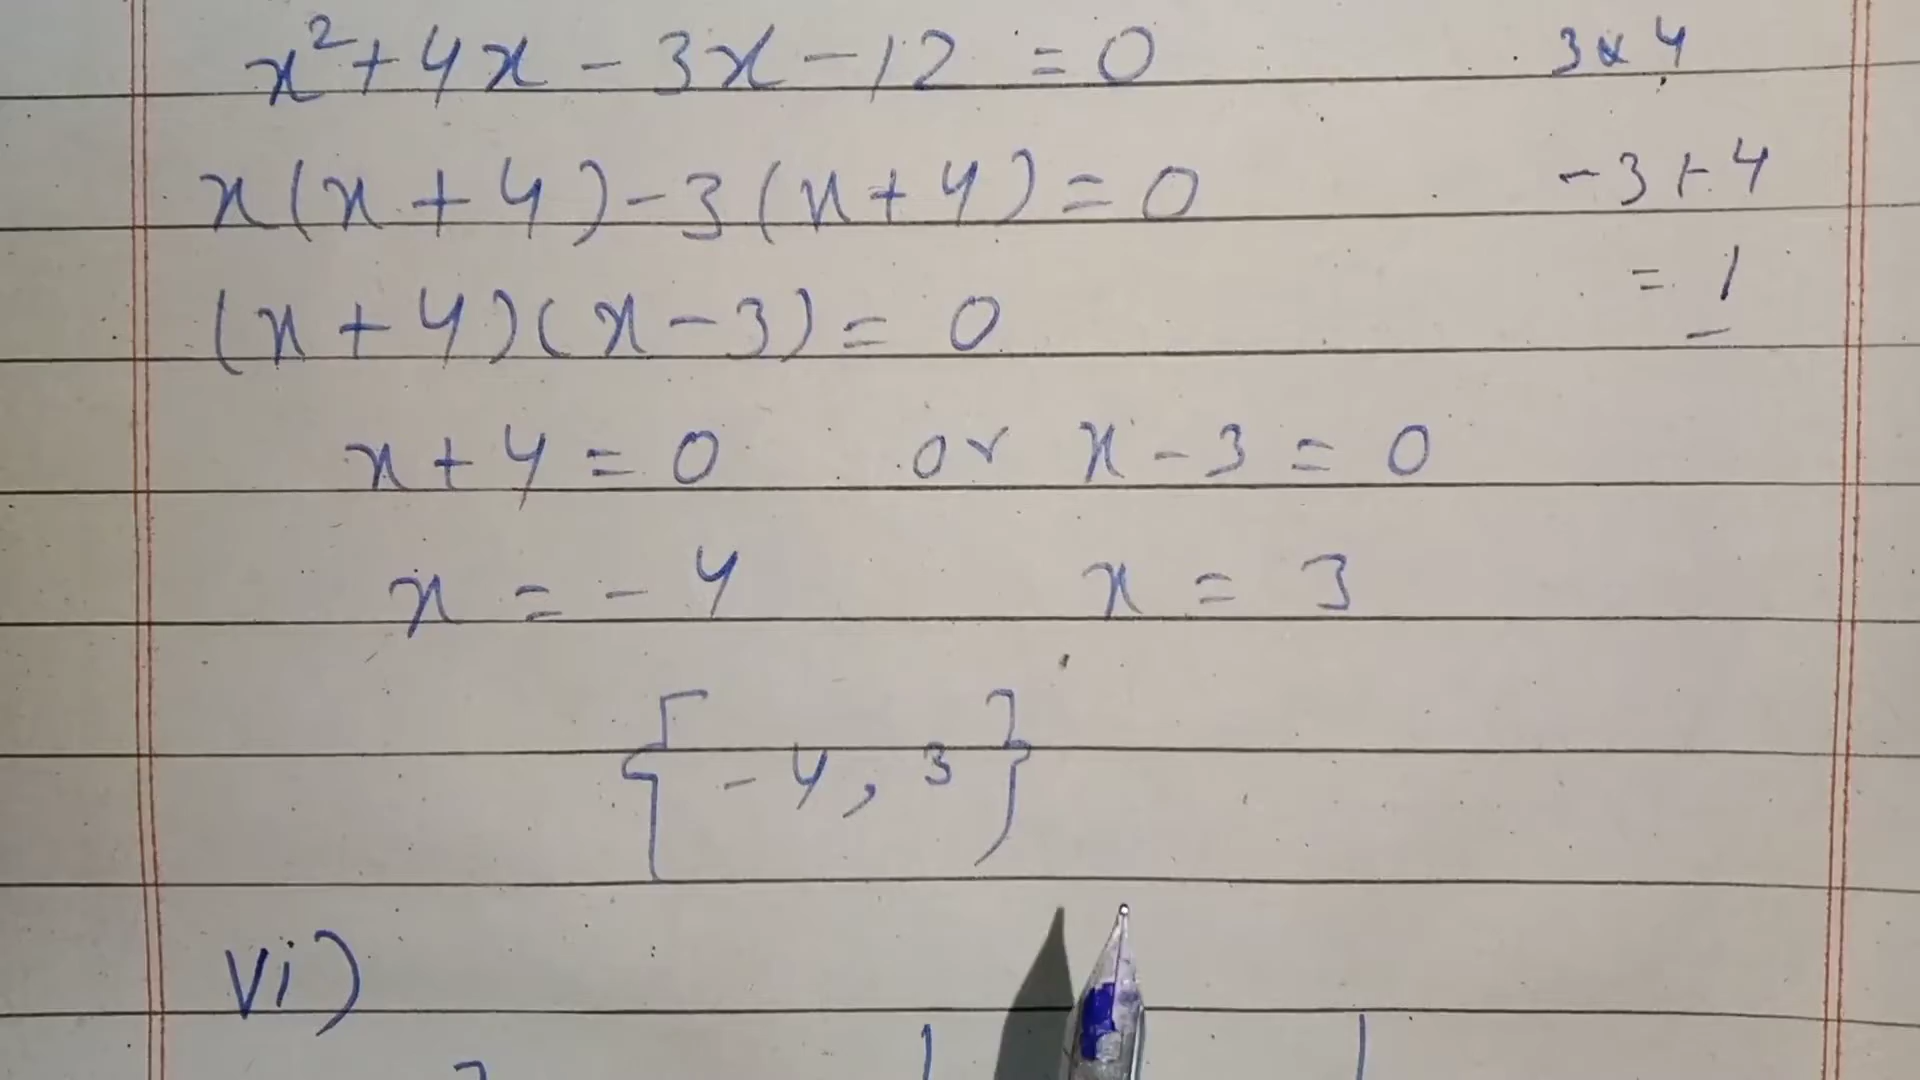 x² + 4x - 3x - 12 = 0
3 x 4
x(x + 4) - 3(x + 4) = 0
- 3 + 4
= 1
(x + 4)(x - 3) = 0
x + 4 = 0 or x - 3 = 0
x = - 4 x = 3
{ - 4 , 3 }
vi)